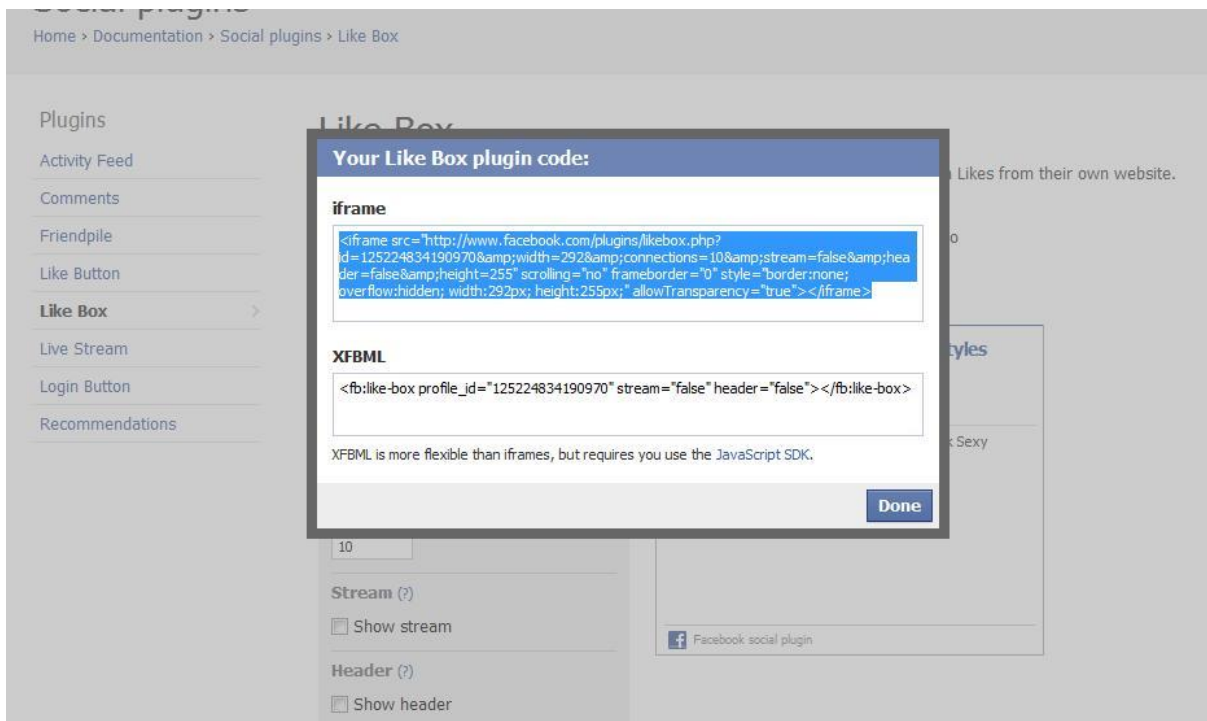 Social plugins
Home › Documentation › Social plugins › Like Box
Plugins
Activity Feed
Comments
Friendpile
Like Button
Like Box
Live Stream
Login Button
Recommendations
Like Box
Likes from their own website.
Your Like Box plugin code:
iframe
<iframe src="http://www.facebook.com/plugins/likebox.php?
id=125224834190970&amp;width=292&amp;connections=10&amp;stream=false&amp;hea
der=false&amp;height=255" scrolling="no" frameborder="0" style="border:none;
overflow:hidden; width:292px; height:255px;" allowTransparency="true"></iframe>
XFBML
<fb:like-box profile_id="125224834190970" stream="false" header="false"></fb:like-box>
XFBML is more flexible than iframes, but requires you use the JavaScript SDK.
Done
Sexy
10
Stream (?)
Show stream
Header (?)
Show header
Facebook social plugin